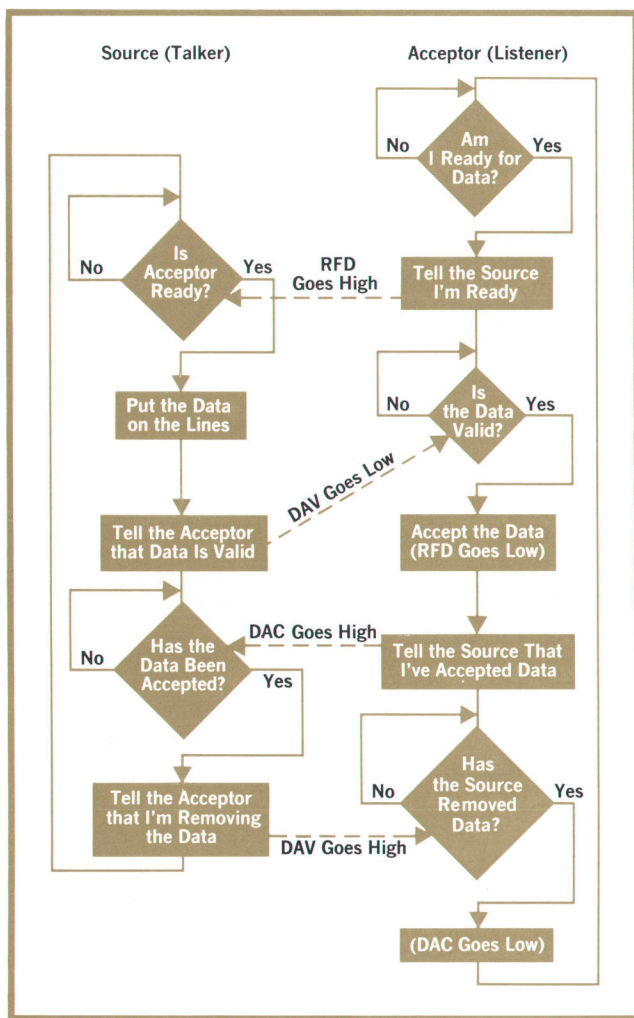 Source (Talker)
Acceptor (Listener)
Am
I Ready for
Data?
No
Yes
Tell the Source
I'm Ready
RFD
Goes High
Is
Acceptor
Ready?
No
Yes
Put the Data
on the Lines
Is
the Data
Valid?
No
Yes
DAV Goes Low
Tell the Acceptor
that Data Is Valid
Accept the Data
(RFD Goes Low)
DAC Goes High
Has the
Data Been
Accepted?
No
Yes
Tell the Source That
I've Accepted Data
Has
the Source
Removed
Data?
No
Yes
Tell the Acceptor
that I'm Removing
the Data
DAV Goes High
(DAC Goes Low)